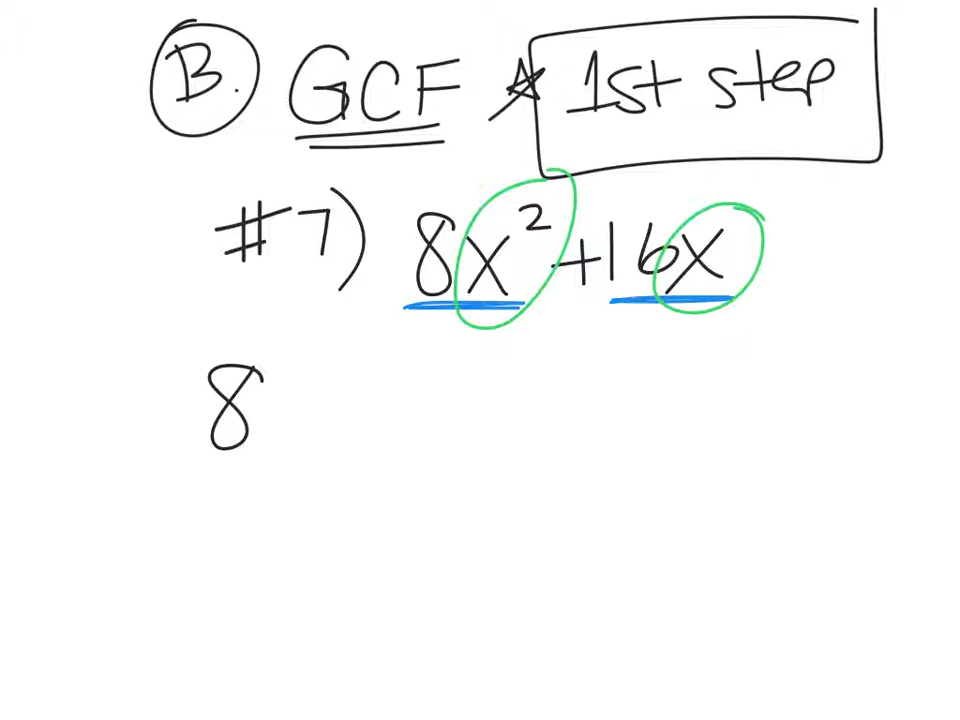 B. GCF ☆ 1st step
#7) 8x² + 16x
8